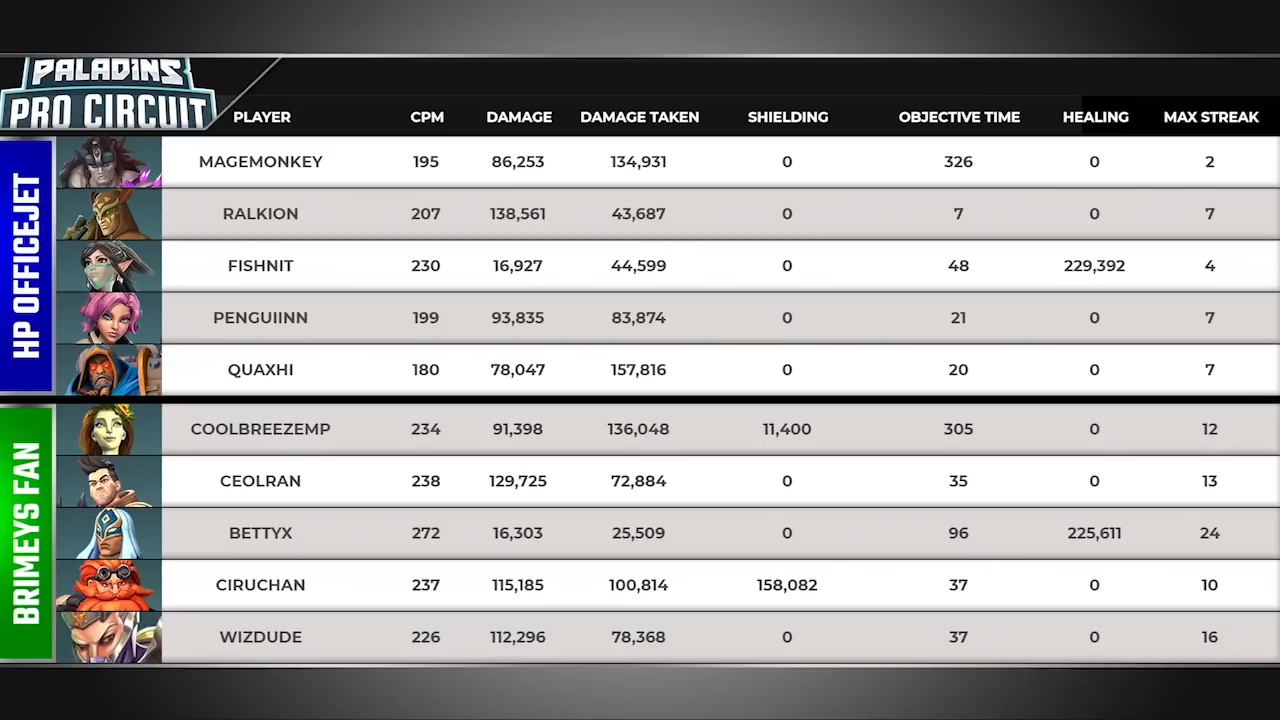 PALADINS
PRO CIRCUIT
PLAYER CPM DAMAGE DAMAGE TAKEN SHIELDING OBJECTIVE TIME HEALING MAX STREAK
HP OFFICEJET
MAGEMONKEY 195 86,253 134,931 0 326 0 2
RALKION 207 138,561 43,687 0 7 0 7
FISHNIT 230 16,927 44,599 0 48 229,392 4
PENGUIINN 199 93,835 83,874 0 21 0 7
QUAXHI 180 78,047 157,816 0 20 0 7
BRIMEYS FAN
COOLBREEZEMP 234 91,398 136,048 11,400 305 0 12
CEOLRAN 238 129,725 72,884 0 35 0 13
BETTYX 272 16,303 25,509 0 96 225,611 24
CIRUCHAN 237 115,185 100,814 158,082 37 0 10
WIZDUDE 226 112,296 78,368 0 37 0 16